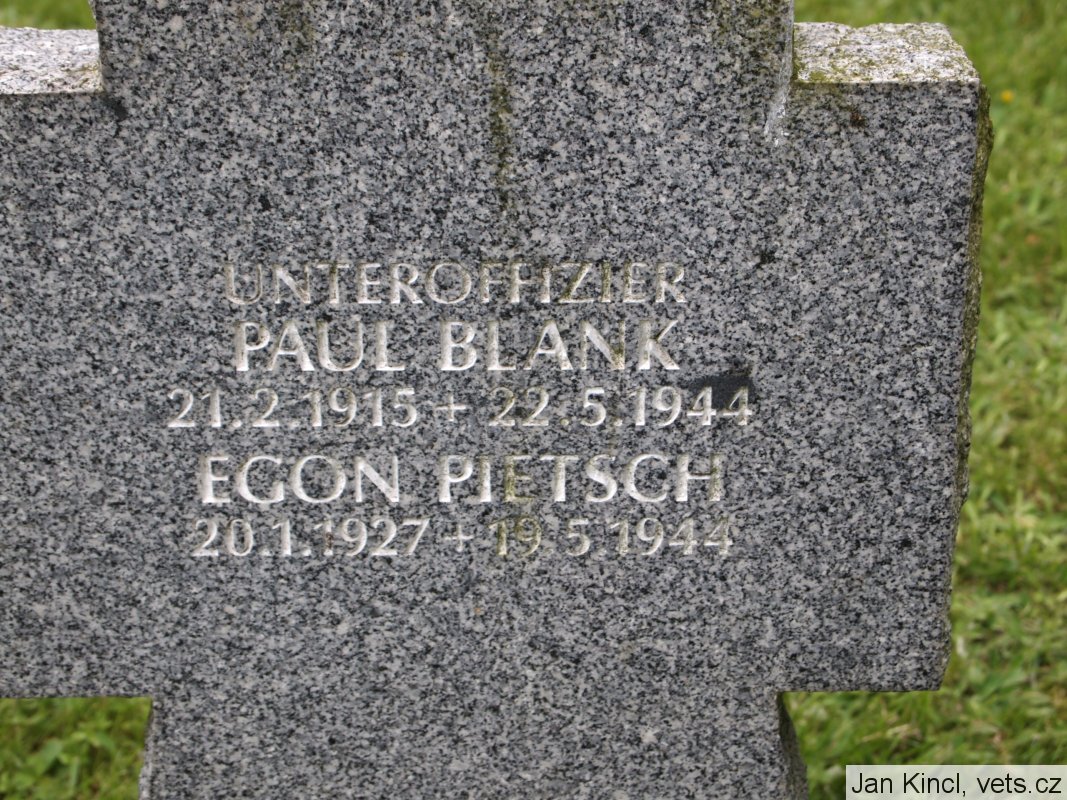 UNTEROFFIZIER
PAUL BLANK
21.2.1915 + 22.5.1944
EGON PIETSCH
20.1.1927 + 19.5.1944
Jan Kincl, vets.cz